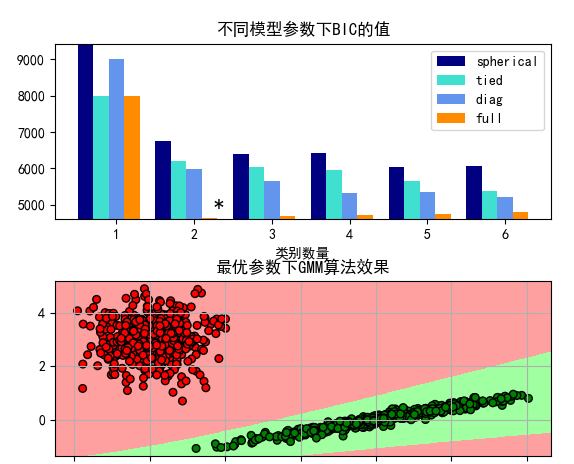 不同模型参数下BIC的值
9000
8000
7000
6000
5000
spherical
tied
diag
full
*
1 2 3 4 5 6
类别数量
最优参数下GMM算法效果
4
2
0